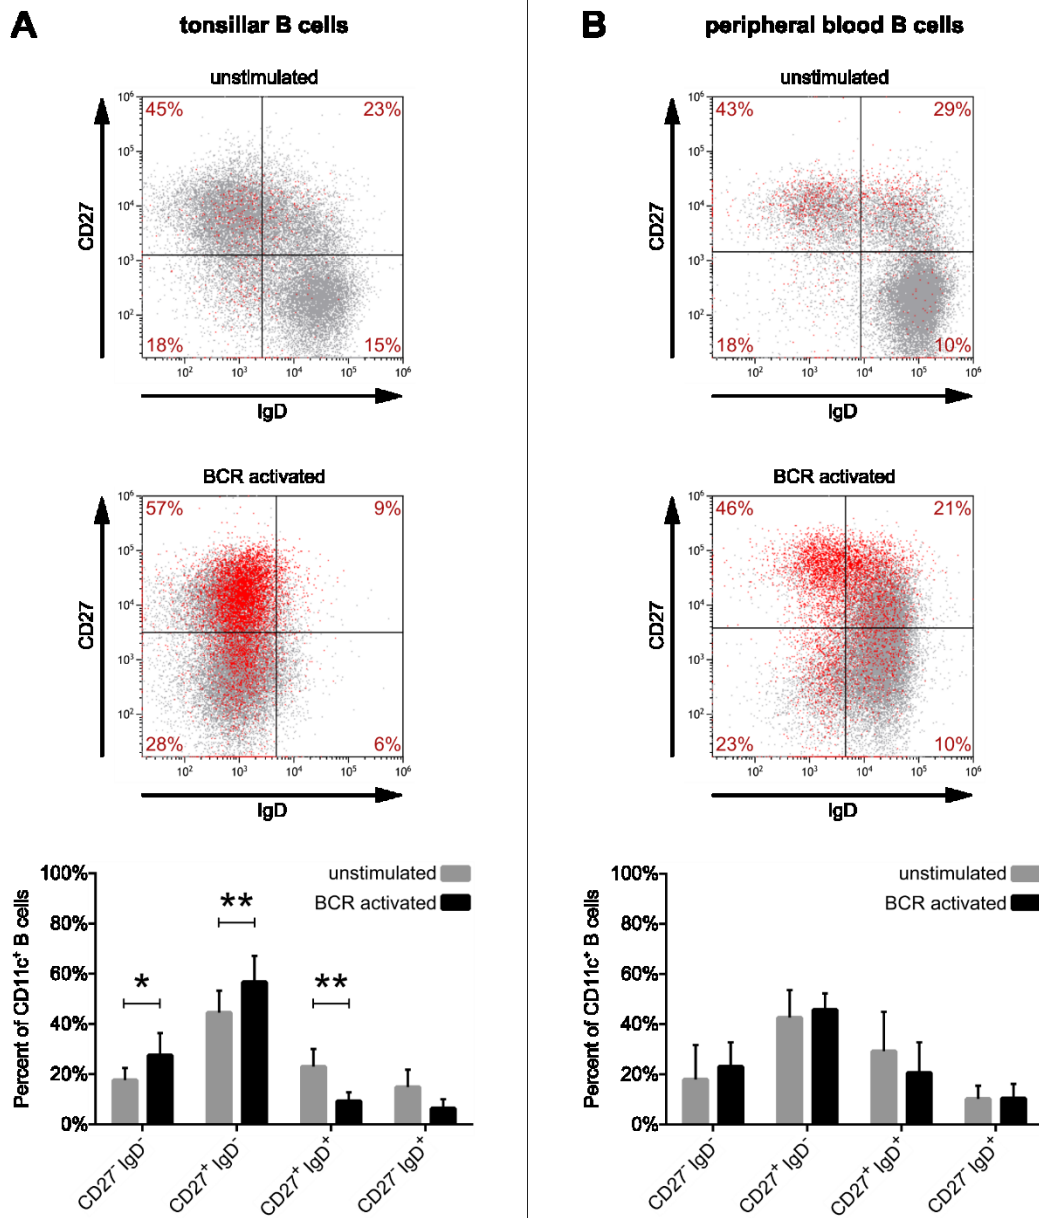 A
tonsillar B cells
unstimulated
45%
23%
10⁶
10⁵
10⁴
10³
10²
CD27
18%
15%
10² 10³ 10⁴ 10⁵ 10⁶
IgD
BCR activated
57%
9%
10⁶
10⁵
10⁴
10³
10²
CD27
28%
6%
10² 10³ 10⁴ 10⁵ 10⁶
IgD
Percent of CD11c⁺ B cells
100%
80%
60%
40%
20%
0%
unstimulated
BCR activated
*
**
**
CD27⁻ IgD⁻
CD27⁺ IgD⁻
CD27⁺ IgD⁺
CD27⁻ IgD⁺
B
peripheral blood B cells
unstimulated
43%
29%
10⁶
10⁵
10⁴
10³
10²
CD27
18%
10%
10² 10³ 10⁴ 10⁵ 10⁶
IgD
BCR activated
46%
21%
10⁶
10⁵
10⁴
10³
10²
CD27
23%
10%
10² 10³ 10⁴ 10⁵ 10⁶
IgD
Percent of CD11c⁺ B cells
100%
80%
60%
40%
20%
0%
unstimulated
BCR activated
CD27⁻ IgD⁻
CD27⁺ IgD⁻
CD27⁺ IgD⁺
CD27⁻ IgD⁺